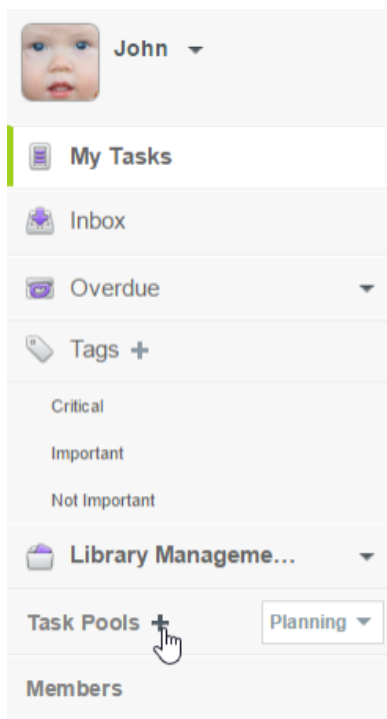 John
My Tasks
Inbox
Overdue
Tags +
Critical
Important
Not Important
Library Manageme...
Task Pools + Planning
Members